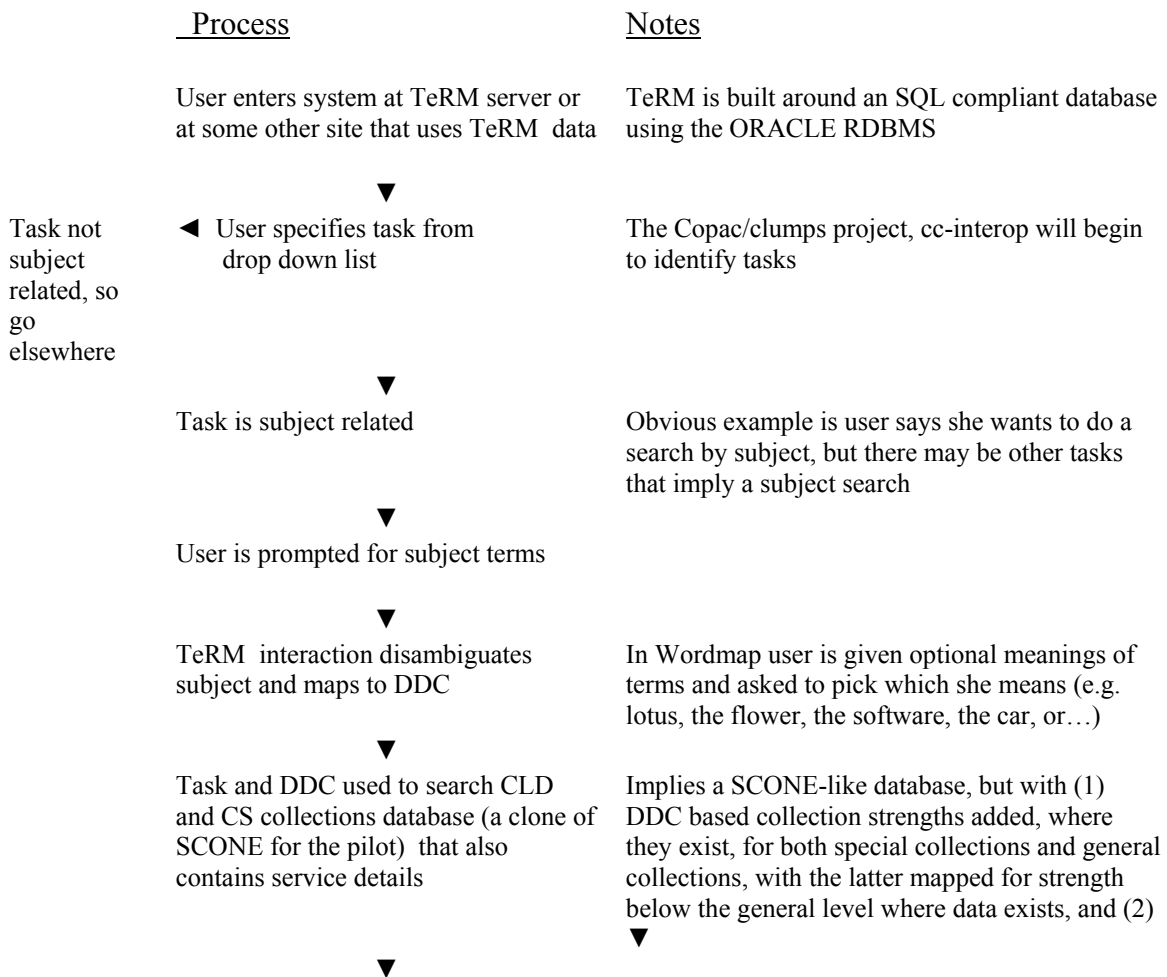 Process Notes
User enters system at TeRM server or TeRM is built around an SQL compliant database
at some other site that uses TeRM data using the ORACLE RDBMS
▼
Task not ◄ User specifies task from The Copac/clumps project, cc-interop will begin
subject drop down list to identify tasks
related, so
go
elsewhere
▼
Task is subject related Obvious example is user says she wants to do a
search by subject, but there may be other tasks
that imply a subject search
▼
User is prompted for subject terms
▼
TeRM interaction disambiguates In Wordmap user is given optional meanings of
subject and maps to DDC terms and asked to pick which she means (e.g.
lotus, the flower, the software, the car, or…)
▼
Task and DDC used to search CLD Implies a SCONE-like database, but with (1)
and CS collections database (a clone of DDC based collection strengths added, where
SCONE for the pilot) that also they exist, for both special collections and general
contains service details collections, with the latter mapped for strength
below the general level where data exists, and (2)
▼
▼